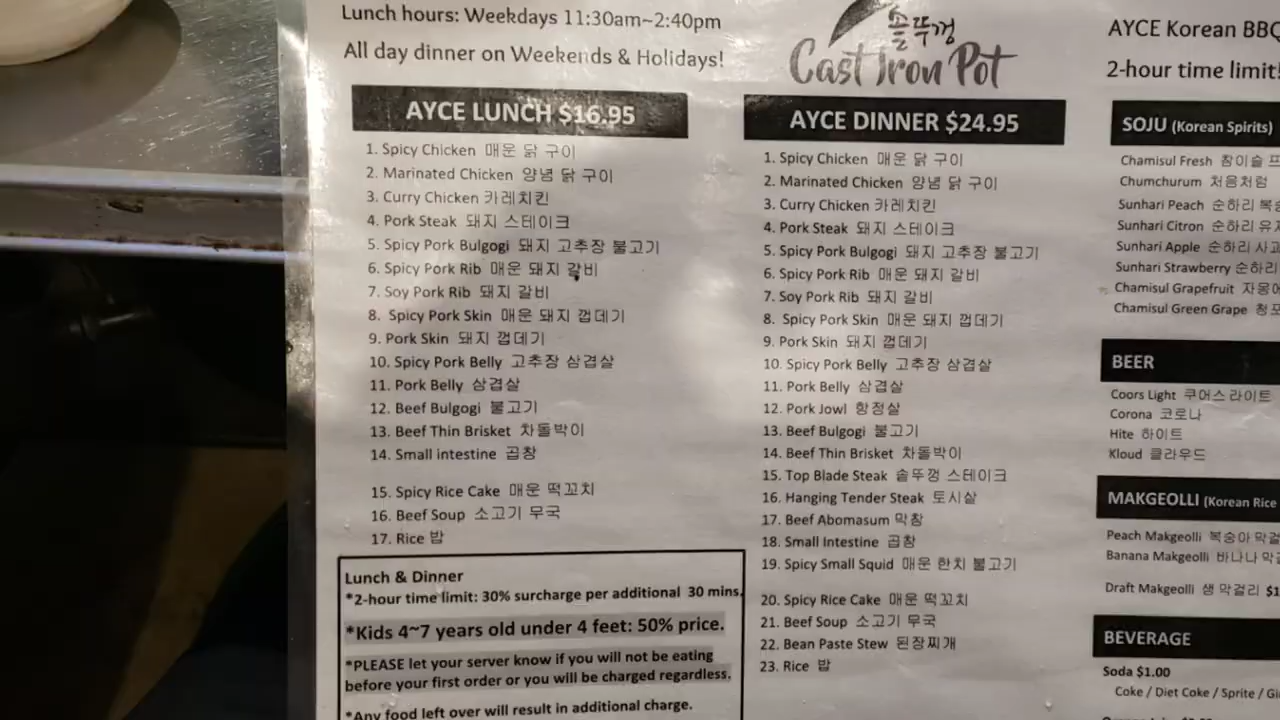 Lunch hours: Weekdays 11:30am~2:40pm
All day dinner on Weekends & Holidays!
AYCE LUNCH $16.95
1. Spicy Chicken 매운 닭 구이
2. Marinated Chicken 양념 닭 구이
3. Curry Chicken 카레치킨
4. Pork Steak 돼지 스테이크
5. Spicy Pork Bulgogi 돼지 고추장 불고기
6. Spicy Pork Rib 매운 돼지 갈비
7. Soy Pork Rib 돼지 갈비
8. Spicy Pork Skin 매운 돼지 껍데기
9. Pork Skin 돼지 껍데기
10. Spicy Pork Belly 고추장 삼겹살
11. Pork Belly 삼겹살
12. Beef Bulgogi 불고기
13. Beef Thin Brisket 차돌박이
14. Small intestine 곱창
15. Spicy Rice Cake 매운 떡꼬치
16. Beef Soup 소고기 무국
17. Rice 밥
Lunch & Dinner
*2-hour time limit: 30% surcharge per additional 30 mins.
*Kids 4~7 years old under 4 feet: 50% price.
*PLEASE let your server know if you will not be eating
before your first order or you will be charged regardless.
*Any food left over will result in additional charge.
솥뚜껑
Cast Iron Pot
AYCE DINNER $24.95
1. Spicy Chicken 매운 닭 구이
2. Marinated Chicken 양념 닭 구이
3. Curry Chicken 카레치킨
4. Pork Steak 돼지 스테이크
5. Spicy Pork Bulgogi 돼지 고추장 불고기
6. Spicy Pork Rib 매운 돼지 갈비
7. Soy Pork Rib 돼지 갈비
8. Spicy Pork Skin 매운 돼지 껍데기
9. Pork Skin 돼지 껍데기
10. Spicy Pork Belly 고추장 삼겹살
11. Pork Belly 삼겹살
12. Pork Jowl 항정살
13. Beef Bulgogi 불고기
14. Beef Thin Brisket 차돌박이
15. Top Blade Steak 솥뚜껑 스테이크
16. Hanging Tender Steak 토시살
17. Beef Abomasum 막창
18. Small Intestine 곱창
19. Spicy Small Squid 매운 한치 불고기
20. Spicy Rice Cake 매운 떡꼬치
21. Beef Soup 소고기 무국
22. Bean Paste Stew 된장찌개
23. Rice 밥
AYCE Korean BBQ
2-hour time limit!
SOJU (Korean Spirits)
Chamisul Fresh 참이슬
Chumchurum 처음처럼
Sunhari Peach 순하리
Sunhari Citron 순하리
Sunhari Apple 순하리
Sunhari Strawberry 순하리
Chamisul Grapefruit
Chamisul Green Grape
BEER
Coors Light 쿠어스 라이트
Corona 코로나
Hite 하이트
Kloud 클라우드
MAKGEOLLI (Korean Rice
Peach Makgeolli 복숭아
Banana Makgeolli 바나나
Draft Makgeolli 생 막걸리
BEVERAGE
Soda $1.00
Coke / Diet Coke / Sprite /